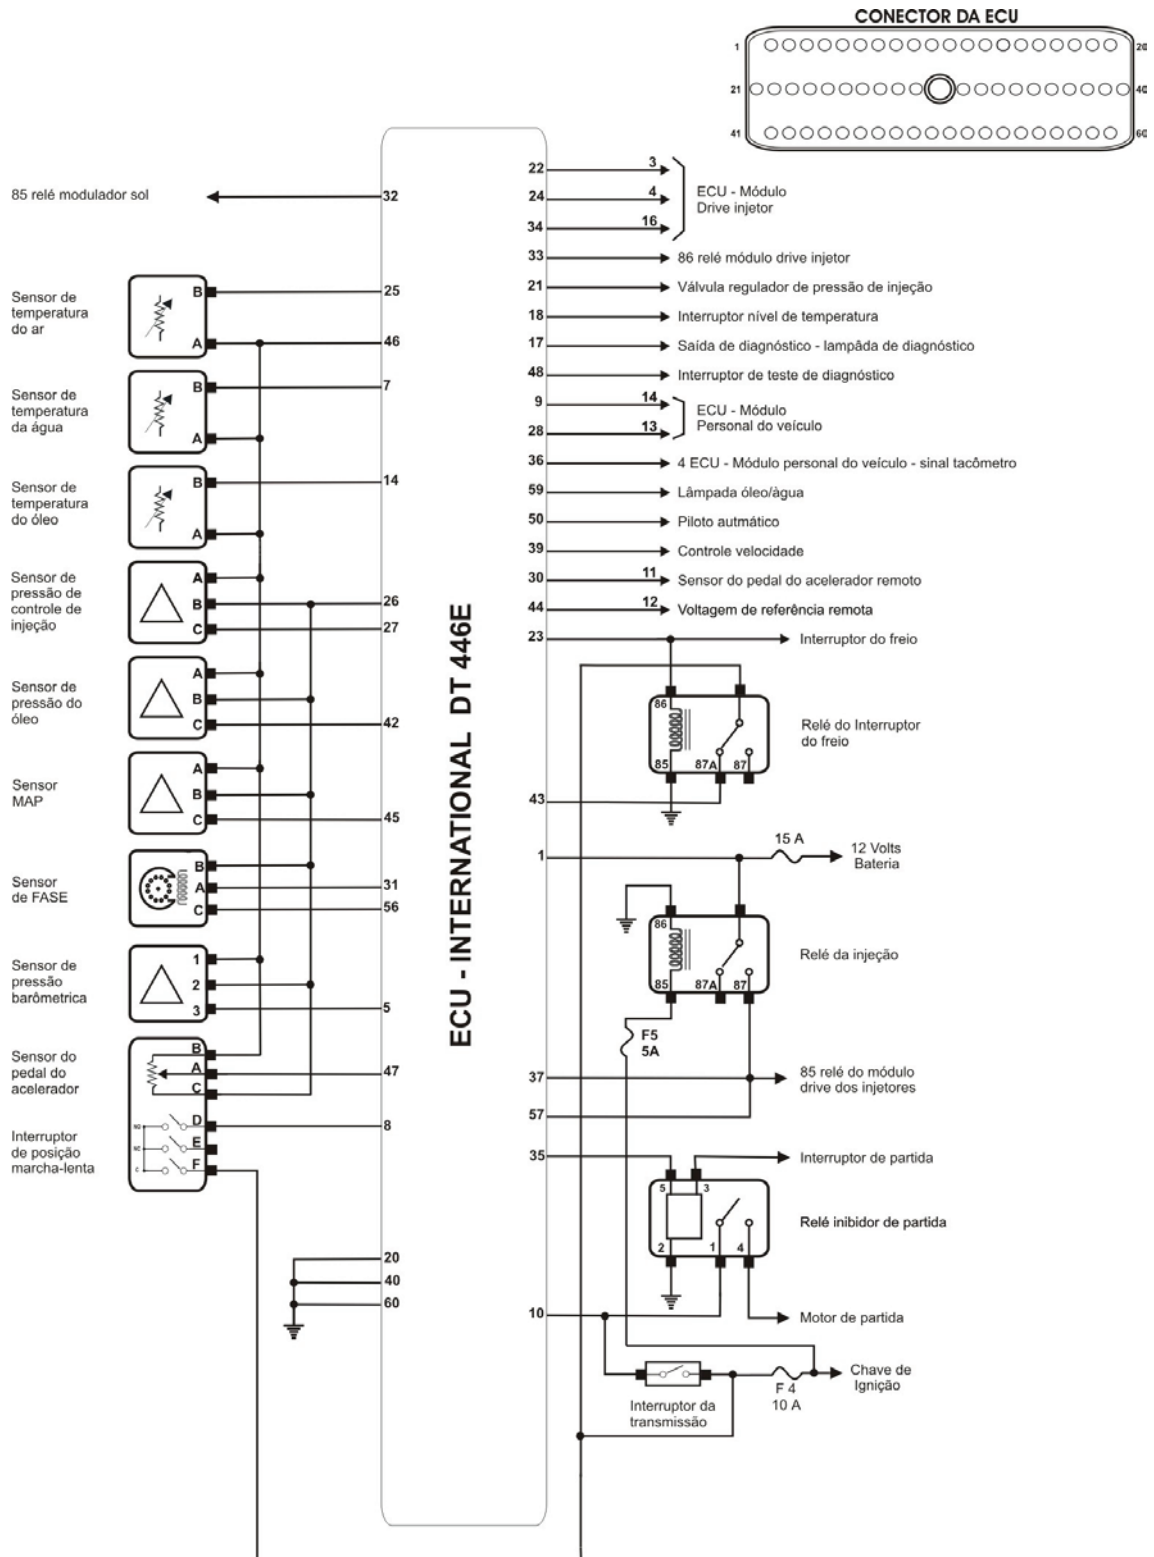 CONECTOR DA ECU
1
20
21
40
41
60
ECU - INTERNATIONAL DT 446E
85 relé modulador sol
32
Sensor de
temperatura
do ar
B
25
A
46
Sensor de
temperatura
da água
B
7
A
Sensor de
temperatura
do óleo
B
14
A
Sensor de
pressão de
controle de
injeção
A
B
26
C
27
Sensor de
pressão do
óleo
A
B
C
42
Sensor
MAP
A
B
C
45
Sensor
de FASE
B
A
31
C
56
Sensor de
pressão
barômetrica
1
2
3
5
Sensor do
pedal do
acelerador
B
A
47
C
Interruptor
de posição
marcha-lenta
D
8
E
F
C
20
40
60
22
3
24
4
34
16
ECU - Módulo
Drive injetor
33
86 relé módulo drive injetor
21
Válvula regulador de pressão de injeção
18
Interruptor nível de temperatura
17
Saída de diagnóstico - lampâda de diagnóstico
48
Interruptor de teste de diagnóstico
9
14
28
13
ECU - Módulo
Personal do veículo
36
4 ECU - Módulo personal do veículo - sinal tacômetro
59
Lâmpada óleo/àgua
50
Piloto autmático
39
Controle velocidade
30
11
Sensor do pedal do acelerador remoto
44
12
Voltagem de referência remota
23
Interruptor do freio
86
85
87A
87
Relé do Interruptor
do freio
43
1
15 A
12 Volts
Bateria
86
85
87A
87
Relé da injeção
F5
5A
37
85 relé do módulo
drive dos injetores
57
35
Interruptor de partida
5
3
2
1
4
Relé inibidor de partida
10
Motor de partida
Interruptor da
transmissão
F 4
10 A
Chave de
Ignição